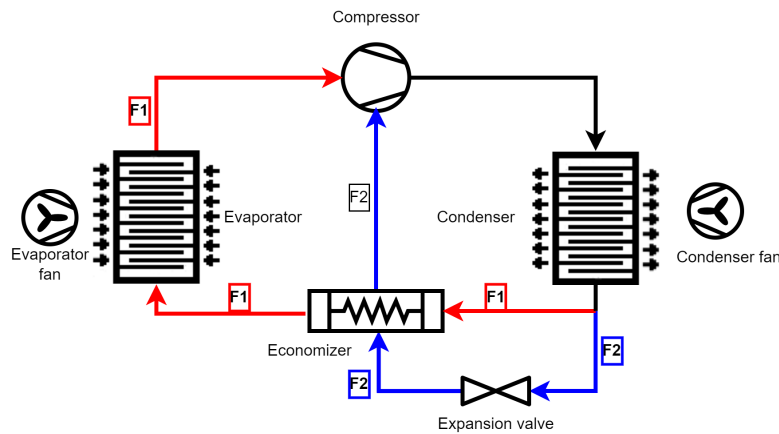 Compressor
F1
F2
Evaporator
Condenser
Evaporator
fan
Condenser fan
F1
F1
Economizer
F2
F2
Expansion valve